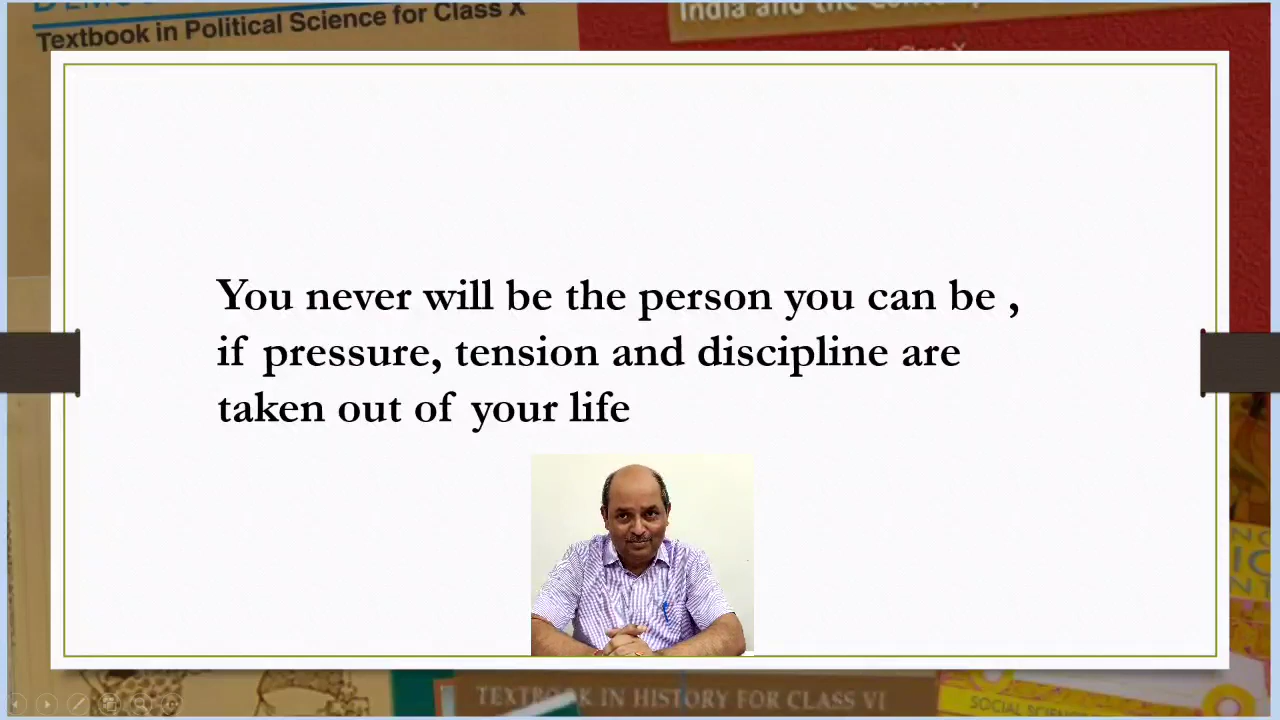 Textbook in Political Science for Class X
India and the
You never will be the person you can be ,
if pressure, tension and discipline are
taken out of your life
TEXTBOOK IN HISTORY FOR CLASS VI
SOCIAL